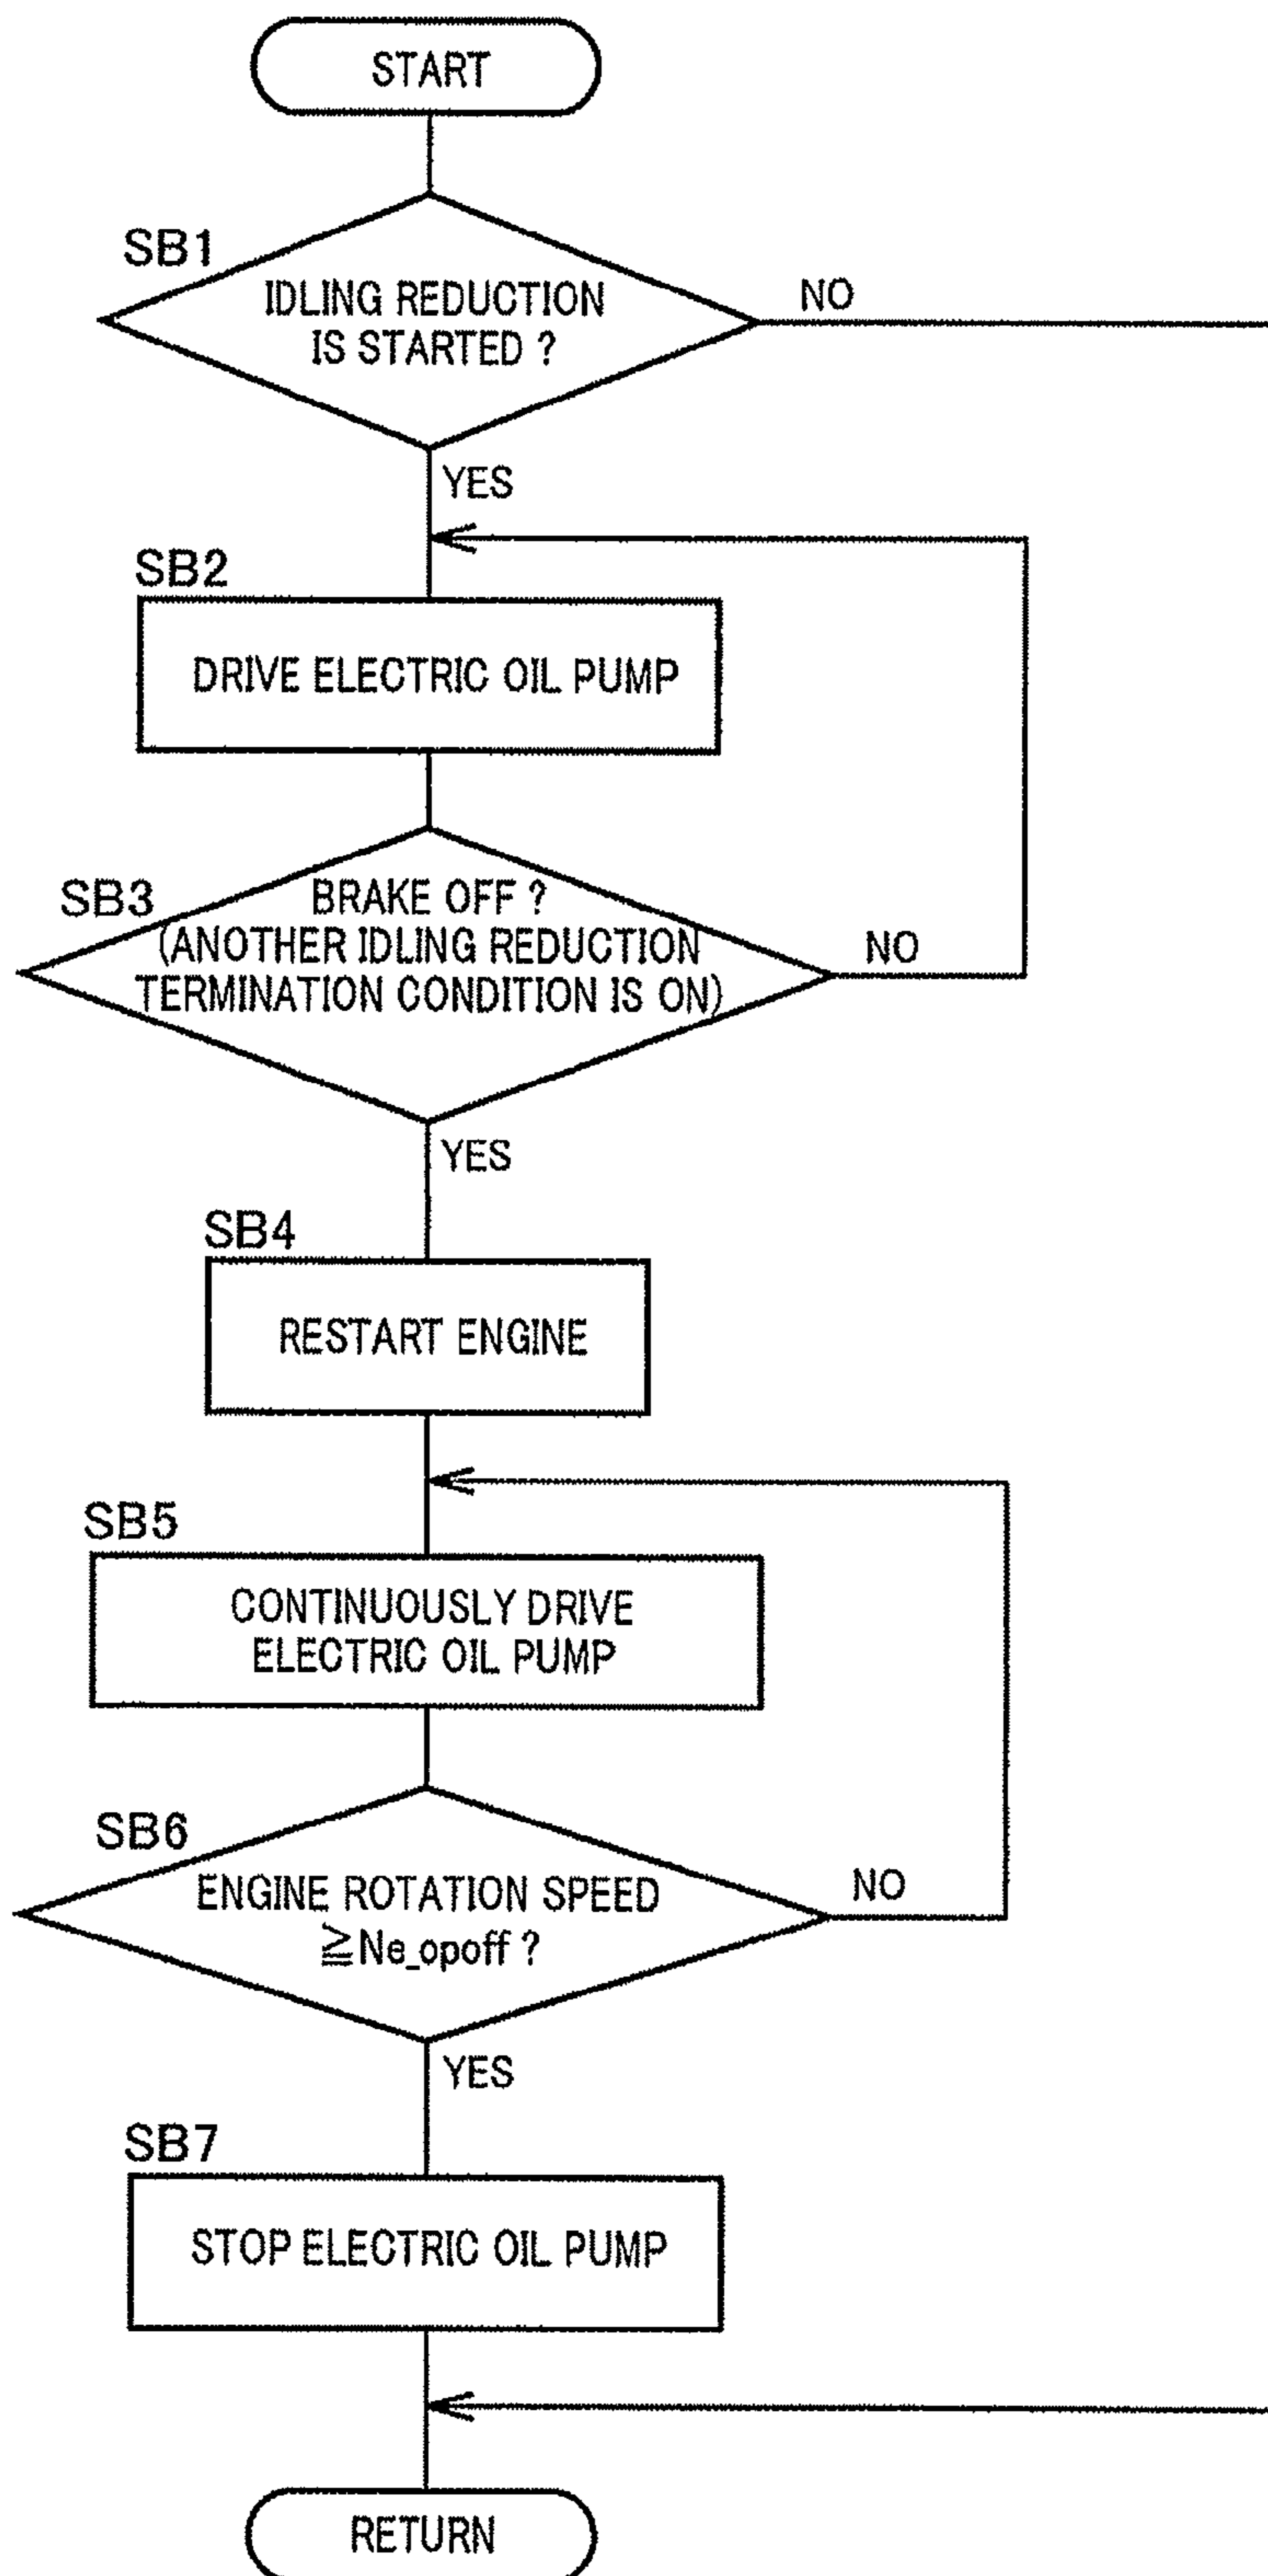 START
SB1
IDLING REDUCTION
IS STARTED ?
NO
YES
SB2
DRIVE ELECTRIC OIL PUMP
SB3
BRAKE OFF ?
(ANOTHER IDLING REDUCTION
TERMINATION CONDITION IS ON)
NO
YES
SB4
RESTART ENGINE
SB5
CONTINUOUSLY DRIVE
ELECTRIC OIL PUMP
SB6
ENGINE ROTATION SPEED
≧Ne_opoff ?
NO
YES
SB7
STOP ELECTRIC OIL PUMP
RETURN